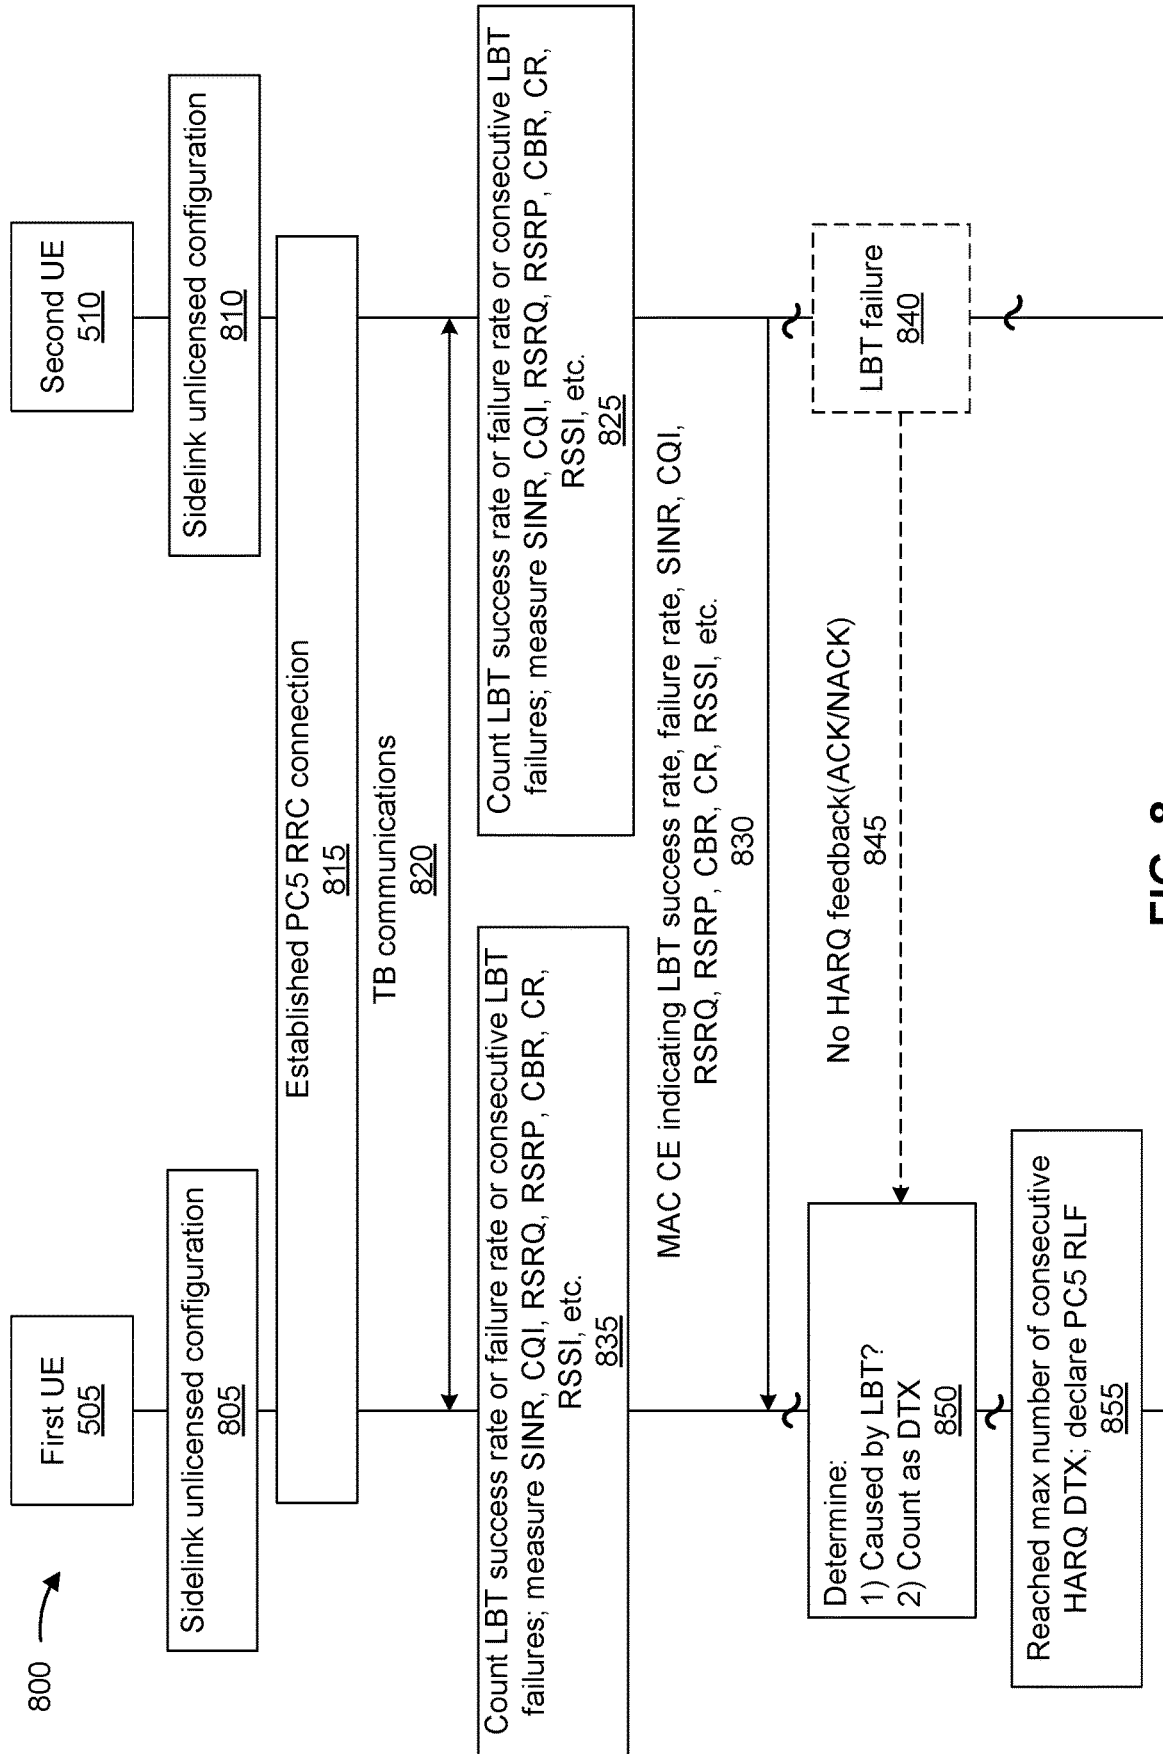 800
First UE
505
Second UE
510
Sidelink unlicensed configuration
805
Sidelink unlicensed configuration
810
Established PC5 RRC connection
815
TB communications
820
Count LBT success rate or failure rate or consecutive LBT
failures; measure SINR, CQI, RSRQ, RSRP, CBR, CR,
RSSI, etc.
835
Count LBT success rate or failure rate or consecutive LBT
failures; measure SINR, CQI, RSRQ, RSRP, CBR, CR,
RSSI, etc.
825
MAC CE indicating LBT success rate, failure rate, SINR, CQI,
RSRQ, RSRP, CBR, CR, RSSI, etc.
830
LBT failure
840
No HARQ feedback(ACK/NACK)
845
Determine:
1) Caused by LBT?
2) Count as DTX
850
Reached max number of consecutive
HARQ DTX; declare PC5 RLF
855
FIG. 8